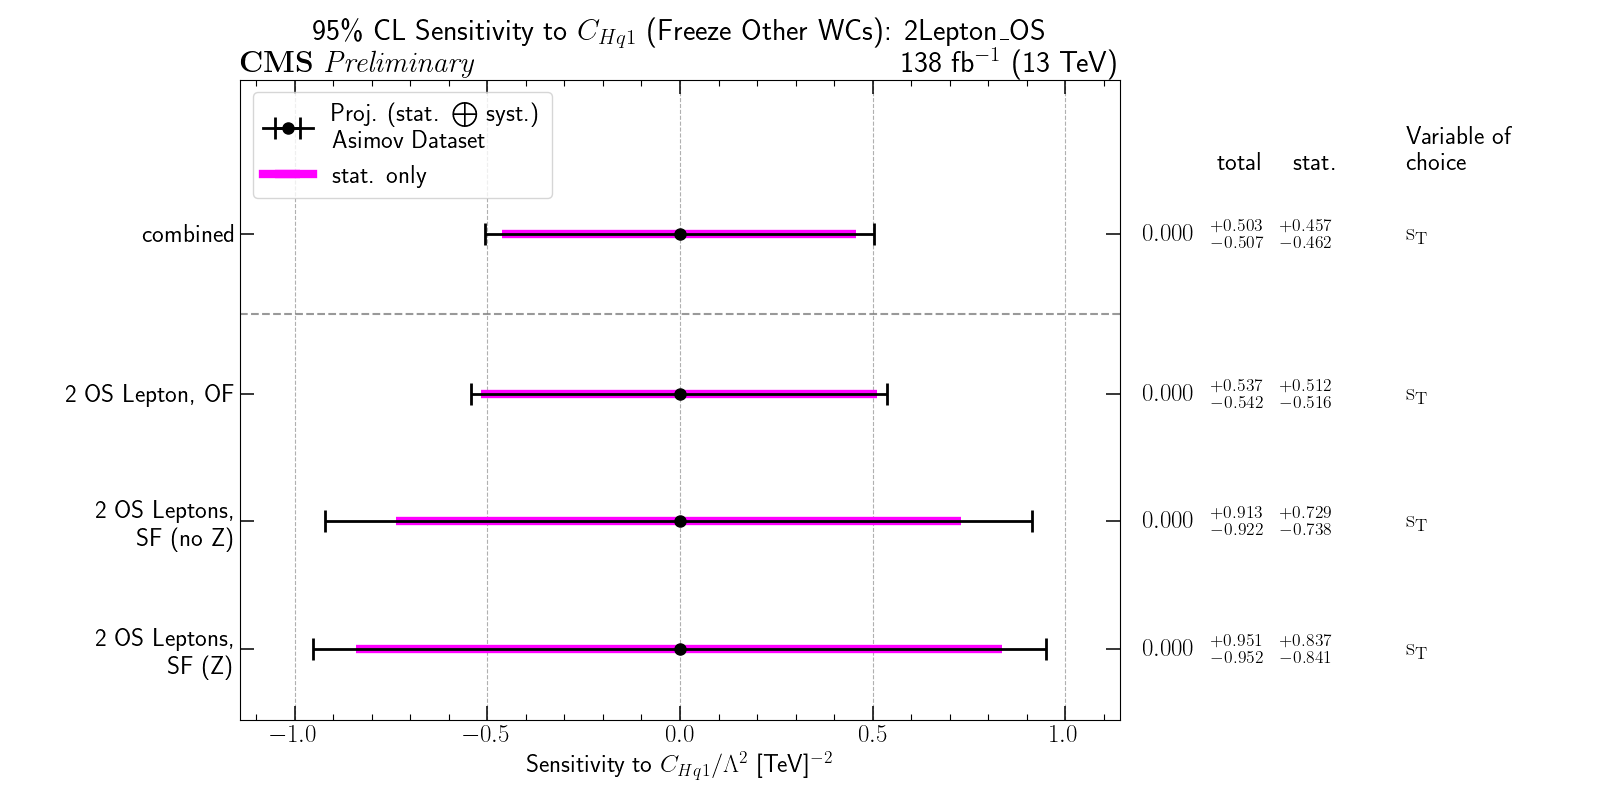 95% CL Sensitivity to C_{Hq1} (Freeze Other WCs): 2Lepton_OS
CMS Preliminary
138 fb⁻¹ (13 TeV)
Proj. (stat. ⨁ syst.)
Asimov Dataset
stat. only
Variable of
choice
total stat.
combined 0.000 +0.503 −0.507 +0.457 −0.462 s_T
2 OS Lepton, OF 0.000 +0.537 −0.542 +0.512 −0.516 s_T
2 OS Leptons,
SF (no Z) 0.000 +0.913 −0.922 +0.729 −0.738 s_T
2 OS Leptons,
SF (Z) 0.000 +0.951 −0.952 +0.837 −0.841 s_T
−1.0 −0.5 0.0 0.5 1.0
Sensitivity to C_{Hq1}/Λ² [TeV]⁻²